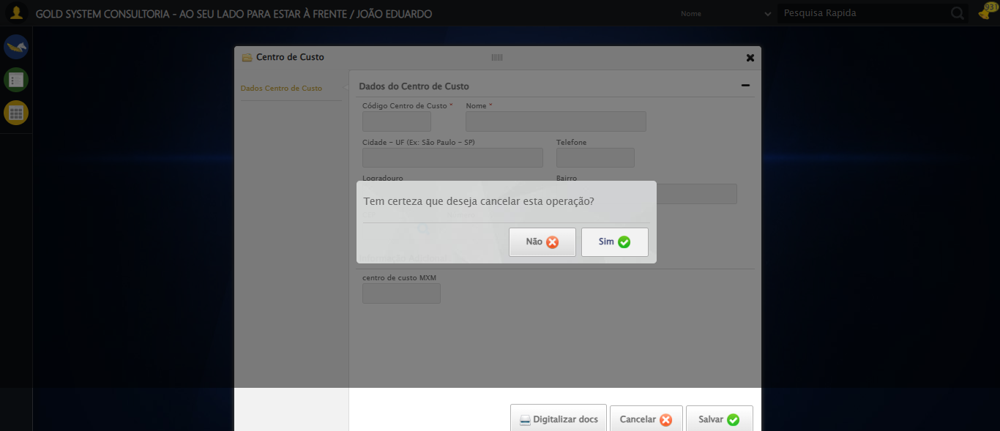 GOLD SYSTEM CONSULTORIA - AO SEU LADO PARA ESTAR À FRENTE / JOÃO EDUARDO
Nome
Pesquisa Rapida
931
Centro de Custo
Dados Centro de Custo
Dados do Centro de Custo
Código Centro de Custo *
Nome *
Cidade - UF (Ex: São Paulo - SP)
Telefone
Logradouro
Bairro
Tem certeza que deseja cancelar esta operação?
Não
Sim
Informação Adicional
centro de custo MXM
Digitalizar docs
Cancelar
Salvar